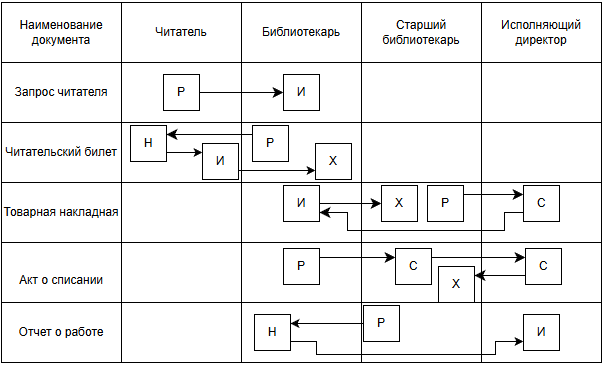 Наименование
документа
Читатель
Библиотекарь
Старший
библиотекарь
Исполняющий
директор
Запрос читателя
Р
И
Читательский билет
Н
И
Р
Х
Товарная накладная
И
Х
Р
С
Акт о списании
Р
С
Х
С
Отчет о работе
Н
Р
И